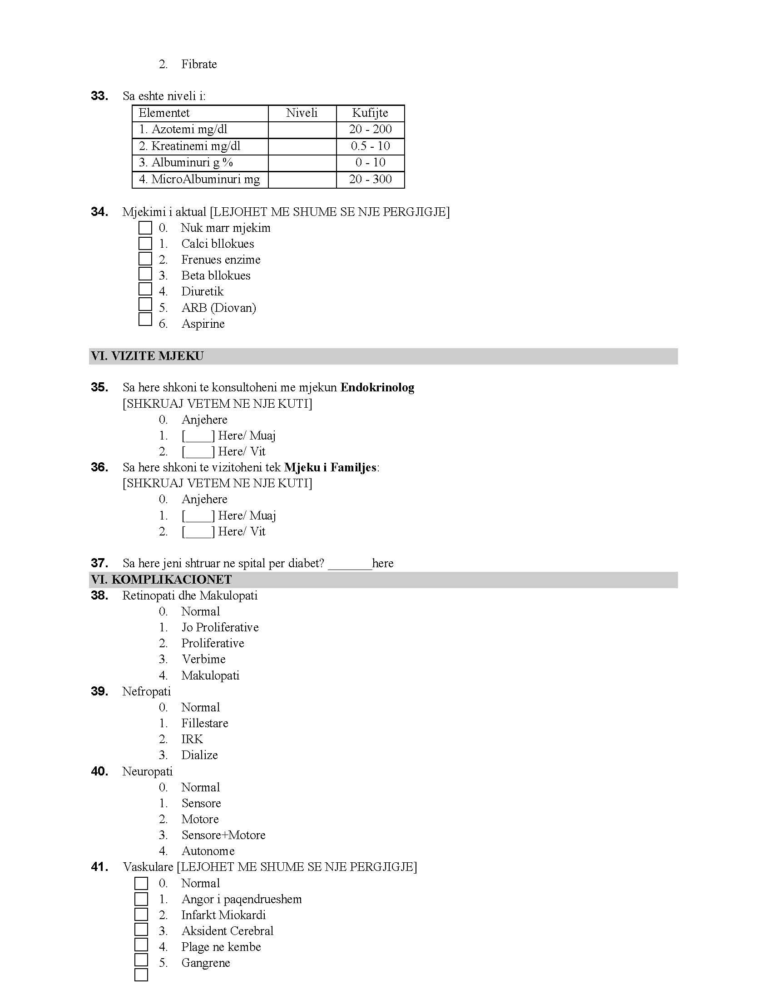 2. Fibrate
33. Sa eshte niveli i:
Elementet Niveli Kufijte
1. Azotemi mg/dl 20 - 200
2. Kreatinemi mg/dl 0.5 - 10
3. Albuminuri g % 0 - 10
4. MicroAlbuminuri mg 20 - 300
34. Mjekimi i aktual [LEJOHET ME SHUME SE NJE PERGJIGJE]
0. Nuk marr mjekim
1. Calci bllokues
2. Frenues enzime
3. Beta bllokues
4. Diuretik
5. ARB (Diovan)
6. Aspirine
VI. VIZITE MJEKU
35. Sa here shkoni te konsultoheni me mjekun Endokrinolog
[SHKRUAJ VETEM NE NJE KUTI]
0. Anjehere
1. [____] Here/ Muaj
2. [____] Here/ Vit
36. Sa here shkoni te vizitoheni tek Mjeku i Familjes:
[SHKRUAJ VETEM NE NJE KUTI]
0. Anjehere
1. [____] Here/ Muaj
2. [____] Here/ Vit
37. Sa here jeni shtruar ne spital per diabet? _______here
VI. KOMPLIKACIONET
38. Retinopati dhe Makulopati
0. Normal
1. Jo Proliferative
2. Proliferative
3. Verbime
4. Makulopati
39. Nefropati
0. Normal
1. Fillestare
2. IRK
3. Dialize
40. Neuropati
0. Normal
1. Sensore
2. Motore
3. Sensore+Motore
4. Autonome
41. Vaskulare [LEJOHET ME SHUME SE NJE PERGJIGJE]
0. Normal
1. Angor i paqendrueshem
2. Infarkt Miokardi
3. Aksident Cerebral
4. Plage ne kembe
5. Gangrene